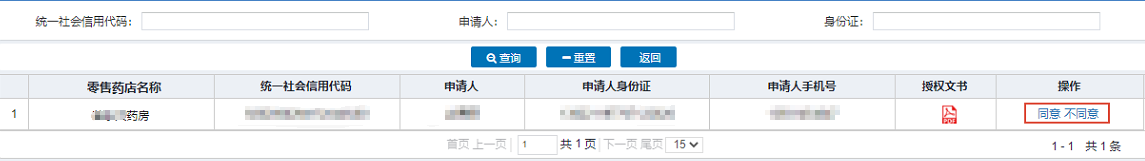 统一社会信用代码： 申请人： 身份证：
查询 重置 返回
零售药店名称 统一社会信用代码 申请人 申请人身份证 申请人手机号 授权文书 操作
1 药房 PDF 同意 不同意
首页 上一页 1 共 1 页 下一页 尾页 15 1 - 1 共 1 条